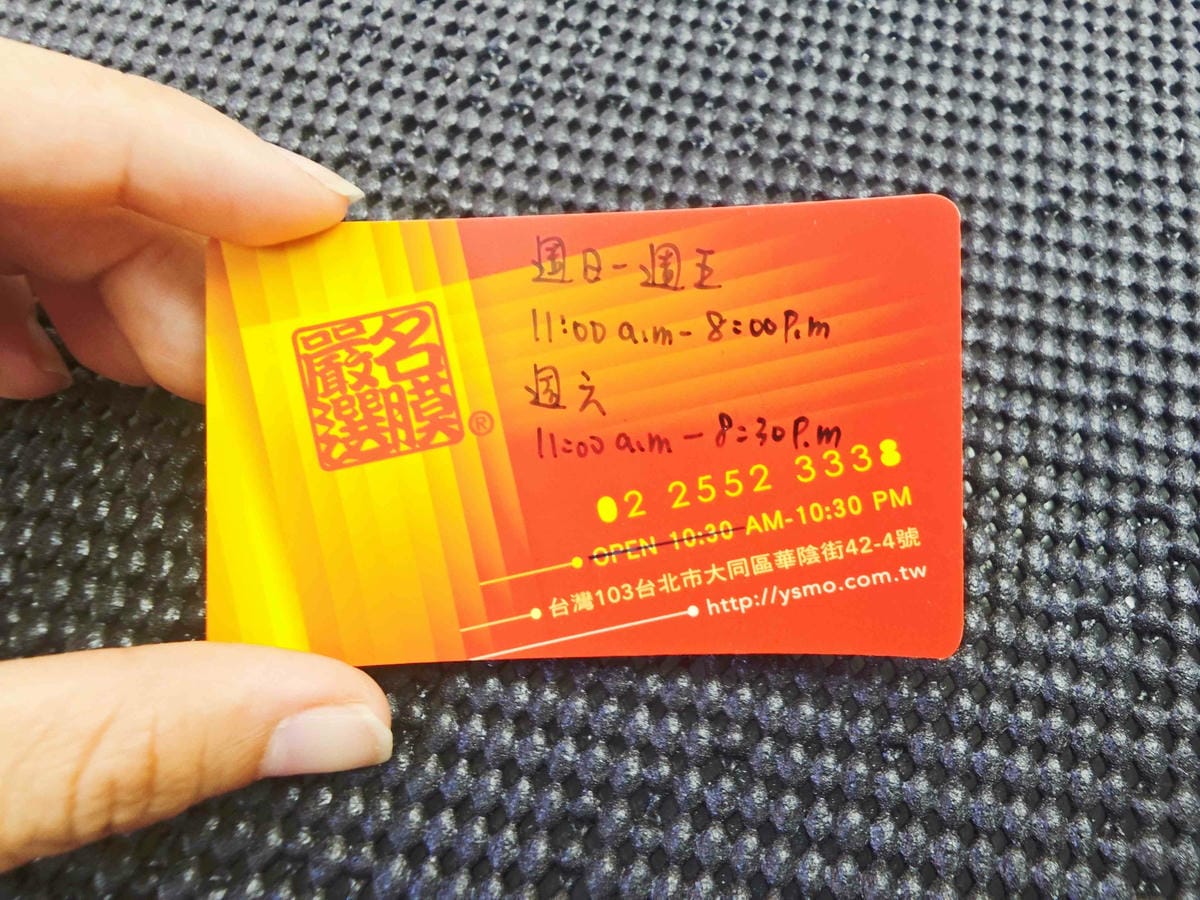 嚴選名膜®
週日-週五
11:00 a.m - 8:00 P.m
週六
11:00 a.m - 8:30 P.m
02 2552 3338
OPEN 10:30 AM-10:30 PM
台灣103台北市大同區華陰街42-4號
http://ysmo.com.tw